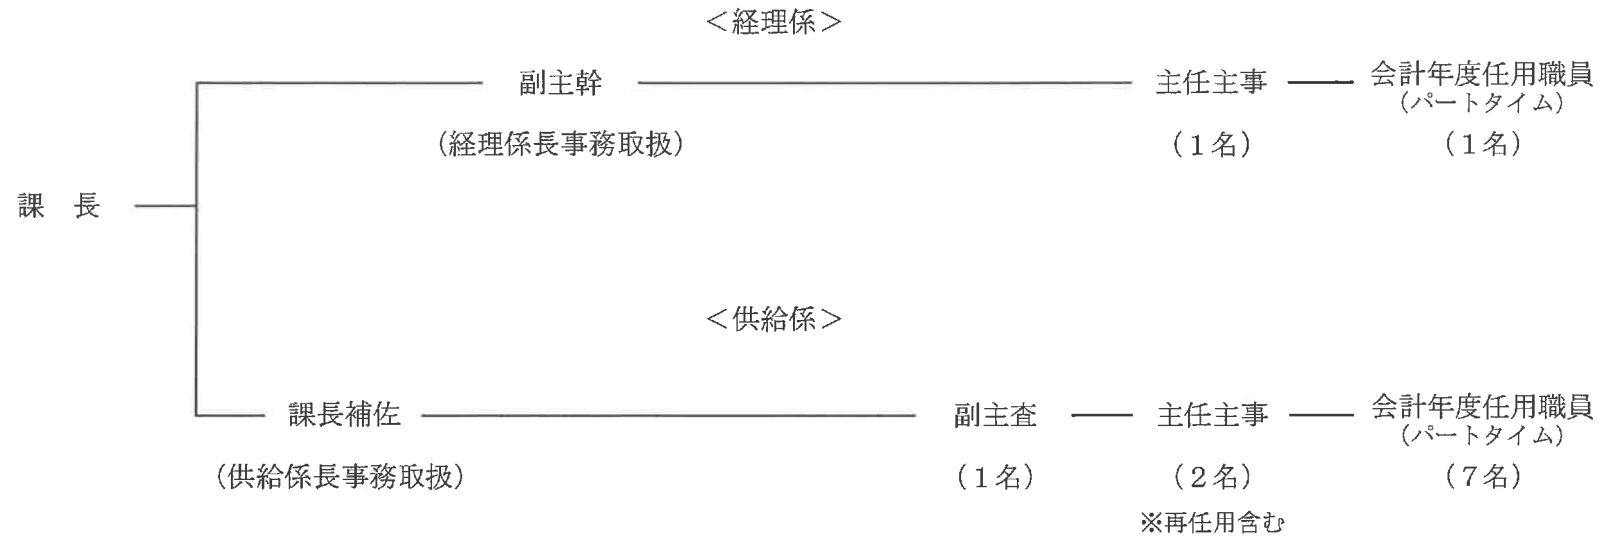 <経理係>
副主幹 主任主事 会計年度任用職員
(パートタイム)
(経理係長事務取扱) (1名) (1名)
課 長
<供給係>
課長補佐 副主査 主任主事 会計年度任用職員
(パートタイム)
(供給係長事務取扱) (1名) (2名) (7名)
※再任用含む